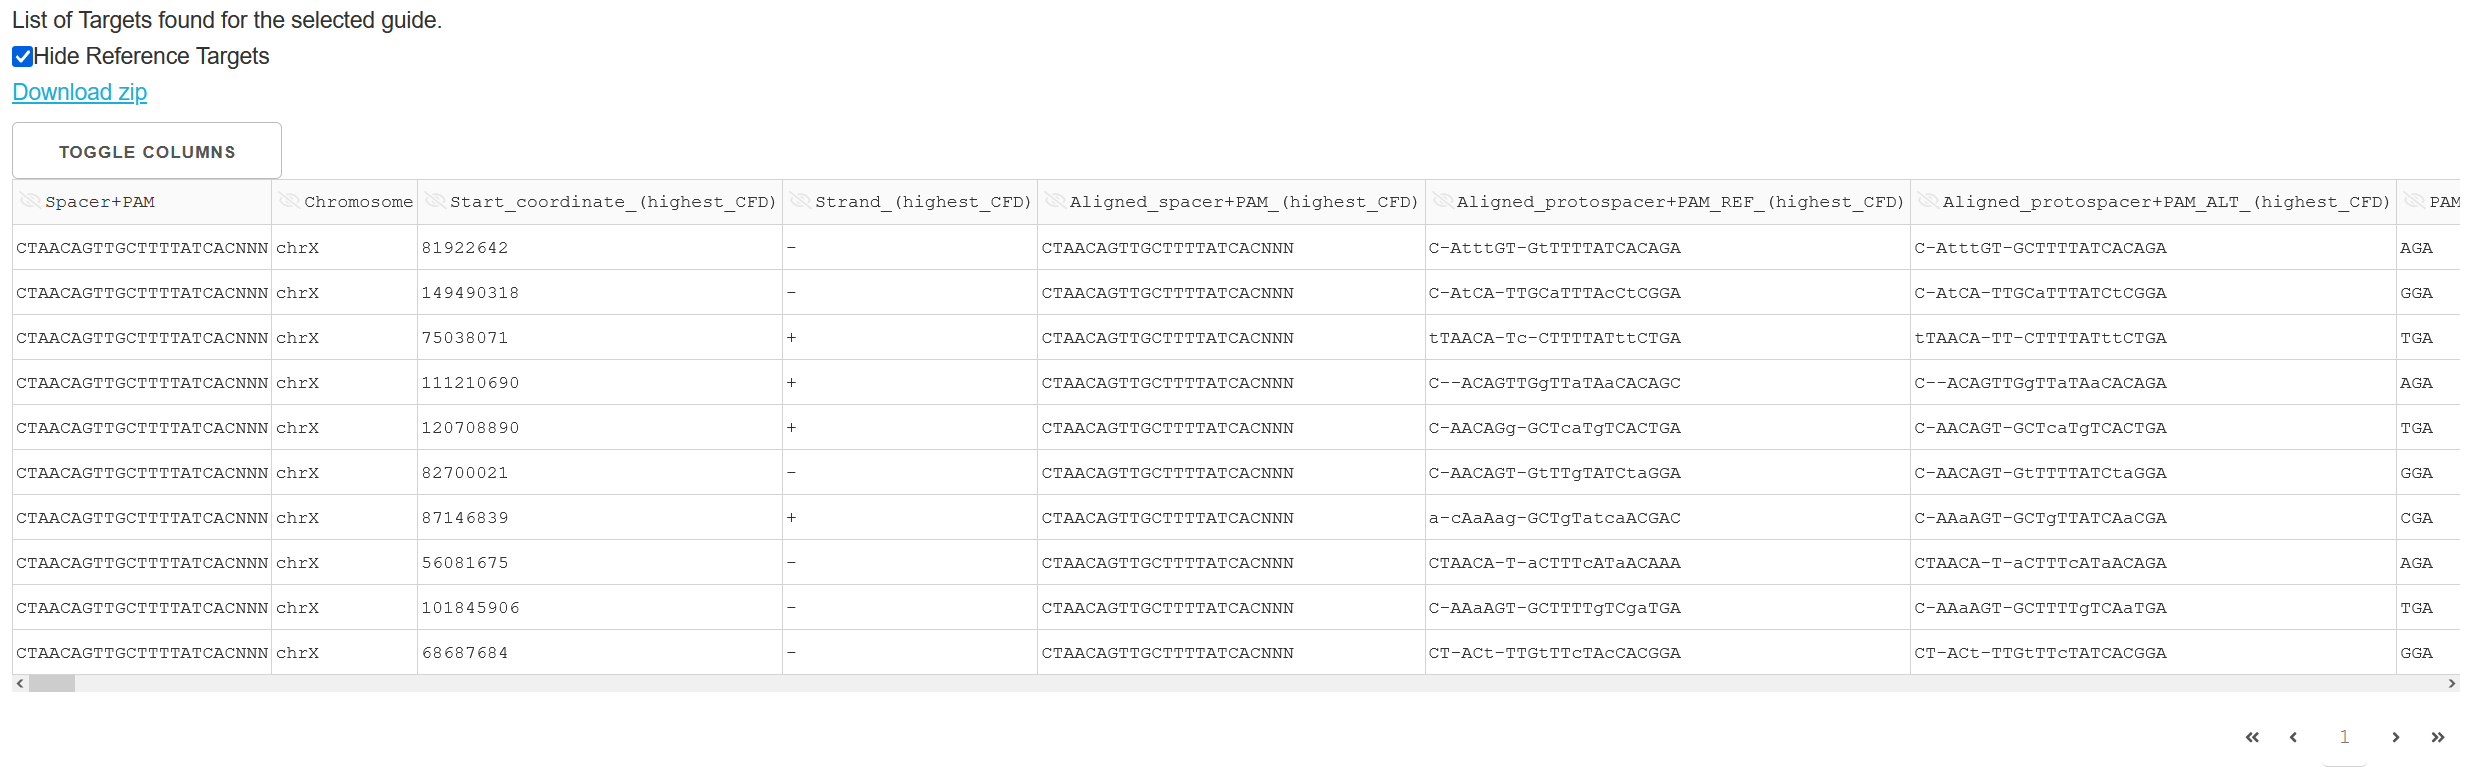 List of Targets found for the selected guide.
Hide Reference Targets
Download zip
TOGGLE COLUMNS
Spacer+PAM Chromosome Start_coordinate_(highest_CFD) Strand_(highest_CFD) Aligned_spacer+PAM_(highest_CFD) Aligned_protospacer+PAM_REF_(highest_CFD) Aligned_protospacer+PAM_ALT_(highest_CFD) PAM
CTAACAGTTGCTTTTATCACNNN chrX 81922642 - CTAACAGTTGCTTTTATCACNNN C-AtttGT-GtTTTTATCACAGA C-AtttGT-GCTTTTATCACAGA AGA
CTAACAGTTGCTTTTATCACNNN chrX 149490318 - CTAACAGTTGCTTTTATCACNNN C-AtCA-TTGCaTTTAcCtCGGA C-AtCA-TTGCaTTTATCtCGGA GGA
CTAACAGTTGCTTTTATCACNNN chrX 75038071 + CTAACAGTTGCTTTTATCACNNN tTAACA-Tc-CTTTTATttCTGA tTAACA-TT-CTTTTATttCTGA TGA
CTAACAGTTGCTTTTATCACNNN chrX 111210690 + CTAACAGTTGCTTTTATCACNNN C--ACAGTTGgTTaTAaCACAGC C--ACAGTTGgTTaTAaCACAGA AGA
CTAACAGTTGCTTTTATCACNNN chrX 120708890 + CTAACAGTTGCTTTTATCACNNN C-AACAGg-GCTcaTgTCACTGA C-AACAGT-GCTcaTgTCACTGA TGA
CTAACAGTTGCTTTTATCACNNN chrX 82700021 - CTAACAGTTGCTTTTATCACNNN C-AACAGT-GtTTgTATCtaGGA C-AACAGT-GtTTTTATCtaGGA GGA
CTAACAGTTGCTTTTATCACNNN chrX 87146839 + CTAACAGTTGCTTTTATCACNNN a-cAaAag-GCTgTatcaACGAC C-AAaAGT-GCTgTTATCAaCGA CGA
CTAACAGTTGCTTTTATCACNNN chrX 56081675 - CTAACAGTTGCTTTTATCACNNN CTAACA-T-aCTTTcATaACAAA CTAACA-T-aCTTTcATaACAGA AGA
CTAACAGTTGCTTTTATCACNNN chrX 101845906 - CTAACAGTTGCTTTTATCACNNN C-AAaAGT-GCTTTTgTCgaTGA C-AAaAGT-GCTTTTgTCAaTGA TGA
CTAACAGTTGCTTTTATCACNNN chrX 68687684 - CTAACAGTTGCTTTTATCACNNN CT-ACt-TTGtTTcTAcCACGGA CT-ACt-TTGtTTcTATCACGGA GGA
« ‹ 1 › »